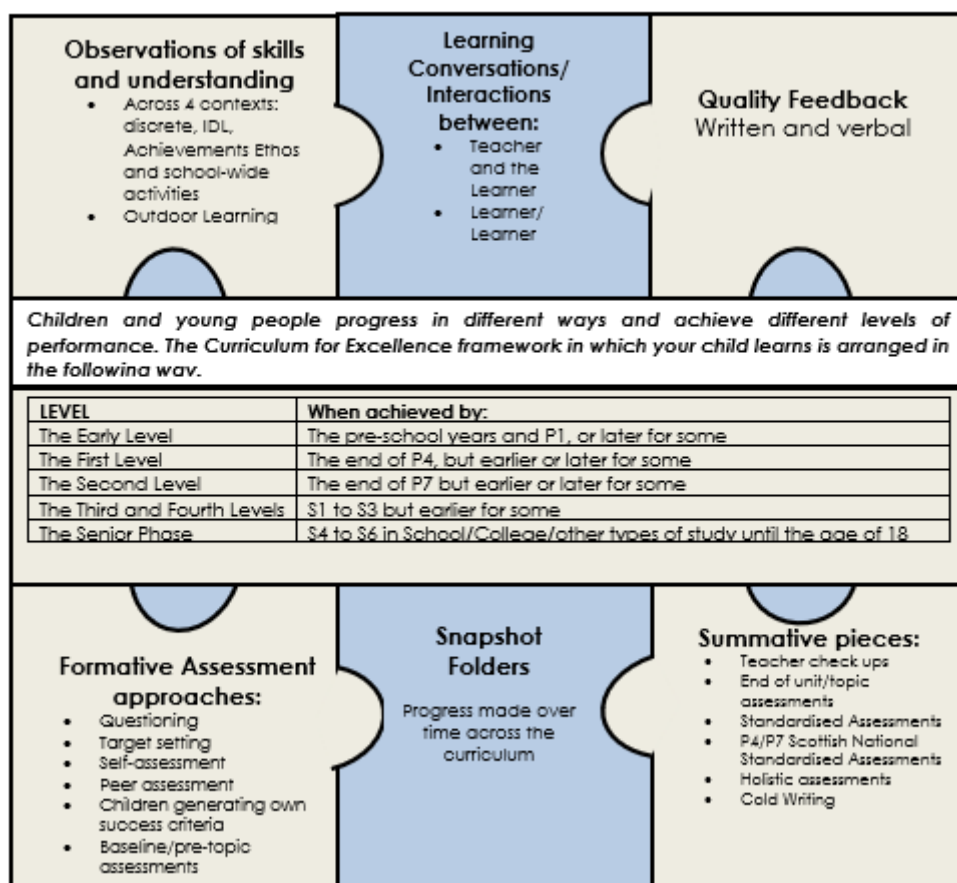 Observations of skills
and understanding
• Across 4 contexts:
discrete, IDL,
Achievements Ethos
and school-wide
activities
• Outdoor Learning
Learning
Conversations/
Interactions
between:
• Teacher
and the
Learner
• Learner/
Learner
Quality Feedback
Written and verbal
Children and young people progress in different ways and achieve different levels of
performance. The Curriculum for Excellence framework in which your child learns is arranged in
the following way.
LEVEL When achieved by:
The Early Level The pre-school years and P1, or later for some
The First Level The end of P4, but earlier or later for some
The Second Level The end of P7 but earlier or later for some
The Third and Fourth Levels S1 to S3 but earlier for some
The Senior Phase S4 to S6 in School/College/other types of study until the age of 18
Formative Assessment
approaches:
• Questioning
• Target setting
• Self-assessment
• Peer assessment
• Children generating own
success criteria
• Baseline/pre-topic
assessments
Snapshot
Folders
Progress made over
time across the
curriculum
Summative pieces:
• Teacher check ups
• End of unit/topic
assessments
• Standardised Assessments
• P4/P7 Scottish National
Standardised Assessments
• Holistic assessments
• Cold Writing